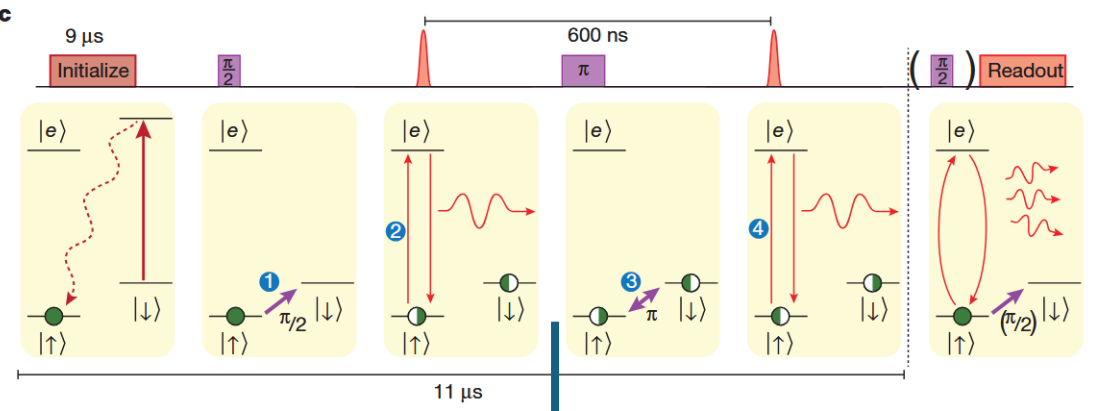 c
9 μs
600 ns
Initialize
π/2
π
(π/2)
Readout
|e⟩
|e⟩
|e⟩
|e⟩
|e⟩
|e⟩
2
4
1
3
π/2
π
(π/2)
|↓⟩
|↓⟩
|↓⟩
|↓⟩
|↓⟩
|↓⟩
|↑⟩
|↑⟩
|↑⟩
|↑⟩
|↑⟩
|↑⟩
11 μs